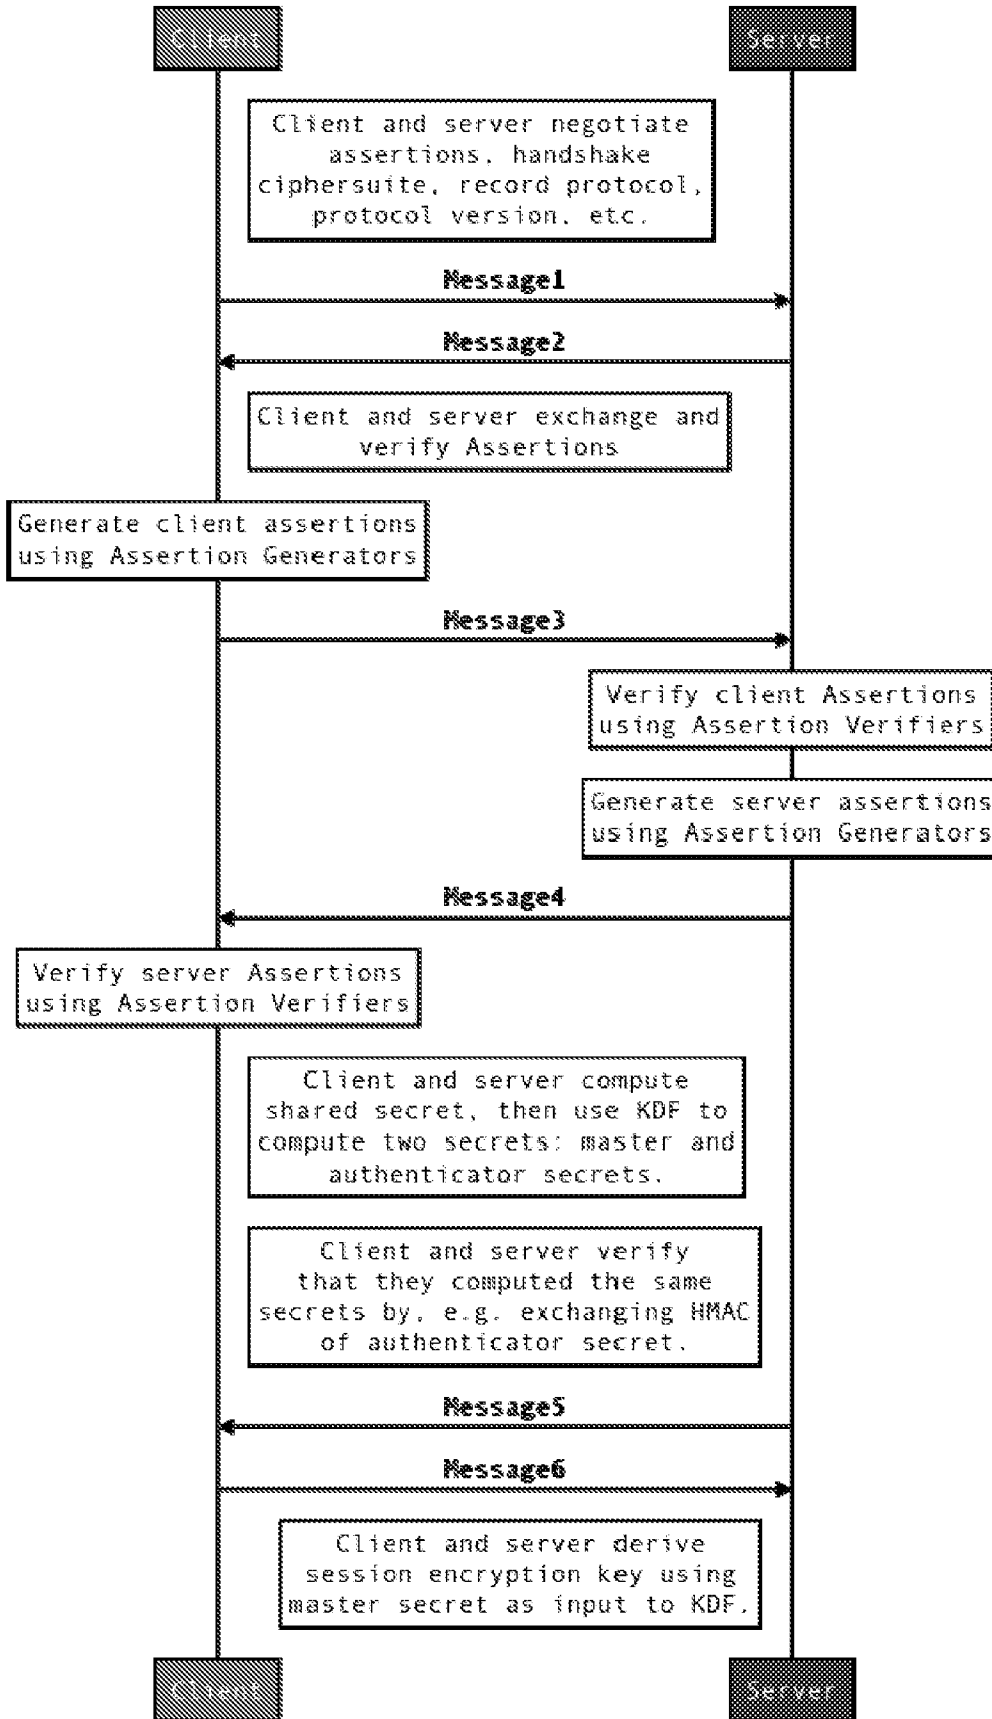 Client
Server
Client and server negotiate
assertions, handshake
ciphersuite, record protocol,
protocol version, etc.
Message1
Message2
Client and server exchange and
verify Assertions
Generate client assertions
using Assertion Generators
Message3
Verify client Assertions
using Assertion Verifiers
Generate server assertions
using Assertion Generators
Message4
Verify server Assertions
using Assertion Verifiers
Client and server compute
shared secret, then use KDF to
compute two secrets: master and
authenticator secrets.
Client and server verify
that they computed the same
secrets by, e.g. exchanging HMAC
of authenticator secret.
Message5
Message6
Client and server derive
session encryption key using
master secret as input to KDF.
Client
Server